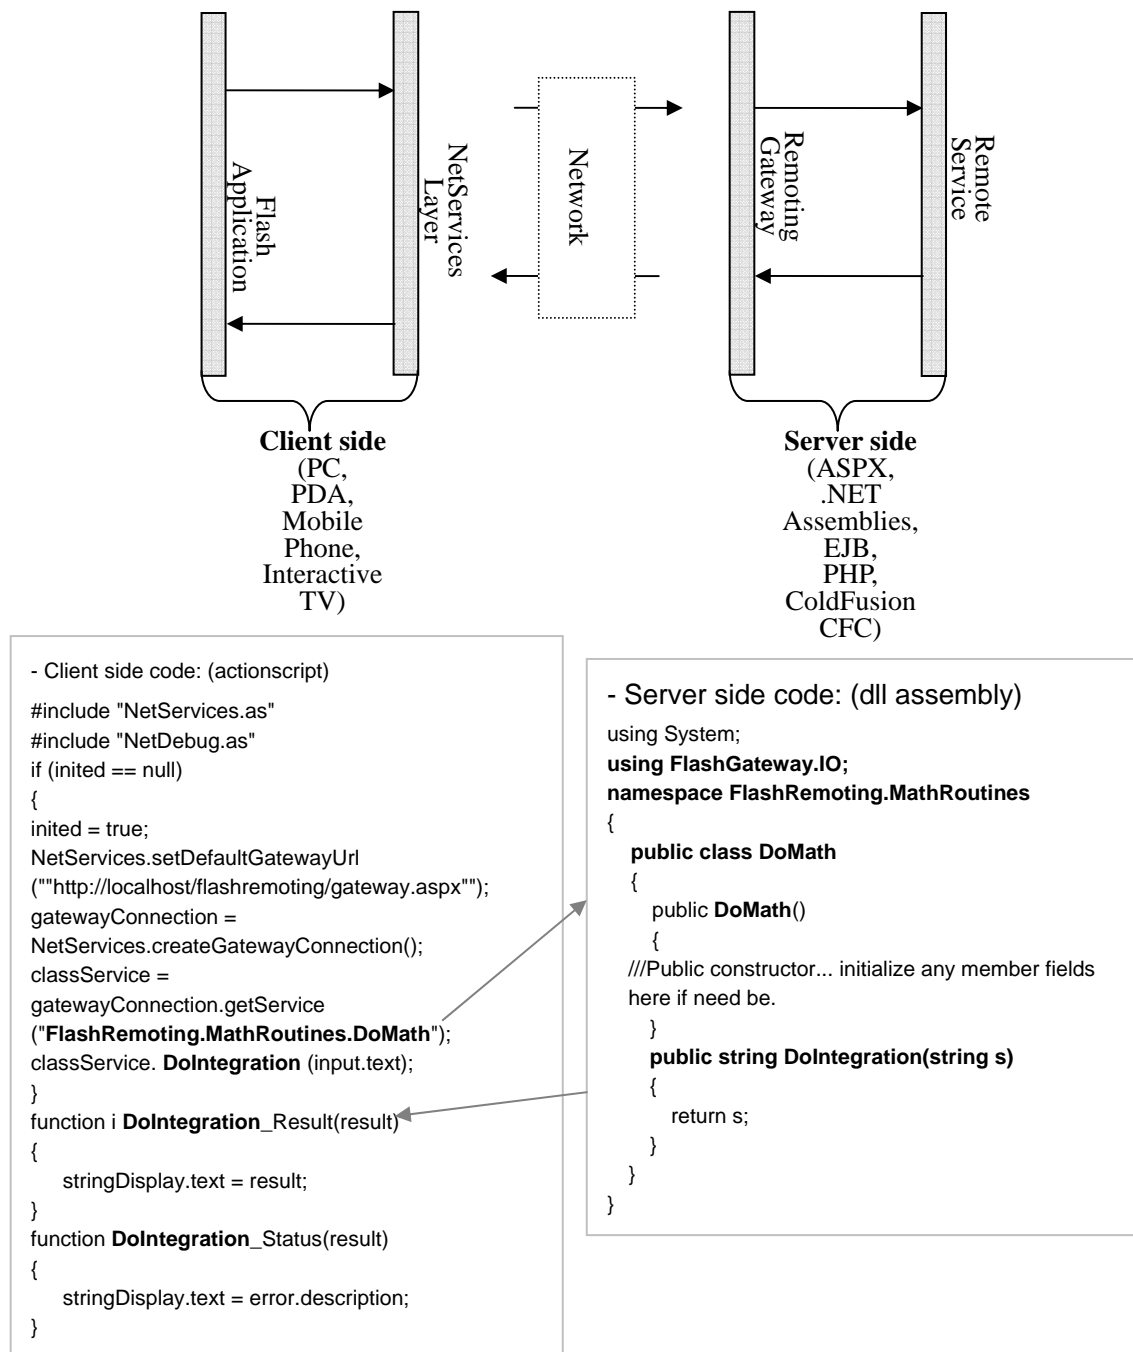 Flash
Application
NetServices
Layer
Network
Remoting
Gateway
Remote
Service
Client side
(PC,
PDA,
Mobile
Phone,
Interactive
TV)
Server side
(ASPX,
.NET
Assemblies,
EJB,
PHP,
ColdFusion
CFC)
- Client side code: (actionscript)
#include "NetServices.as"
#include "NetDebug.as"
if (inited == null)
{
inited = true;
NetServices.setDefaultGatewayUrl
(""http://localhost/flashremoting/gateway.aspx"");
gatewayConnection =
NetServices.createGatewayConnection();
classService =
gatewayConnection.getService
("FlashRemoting.MathRoutines.DoMath");
classService. DoIntegration (input.text);
}
function i DoIntegration_Result(result)
{
stringDisplay.text = result;
}
function DoIntegration_Status(result)
{
stringDisplay.text = error.description;
}
- Server side code: (dll assembly)
using System;
using FlashGateway.IO;
namespace FlashRemoting.MathRoutines
{
public class DoMath
{
public DoMath()
{
///Public constructor... initialize any member fields
here if need be.
}
public string DoIntegration(string s)
{
return s;
}
}
}